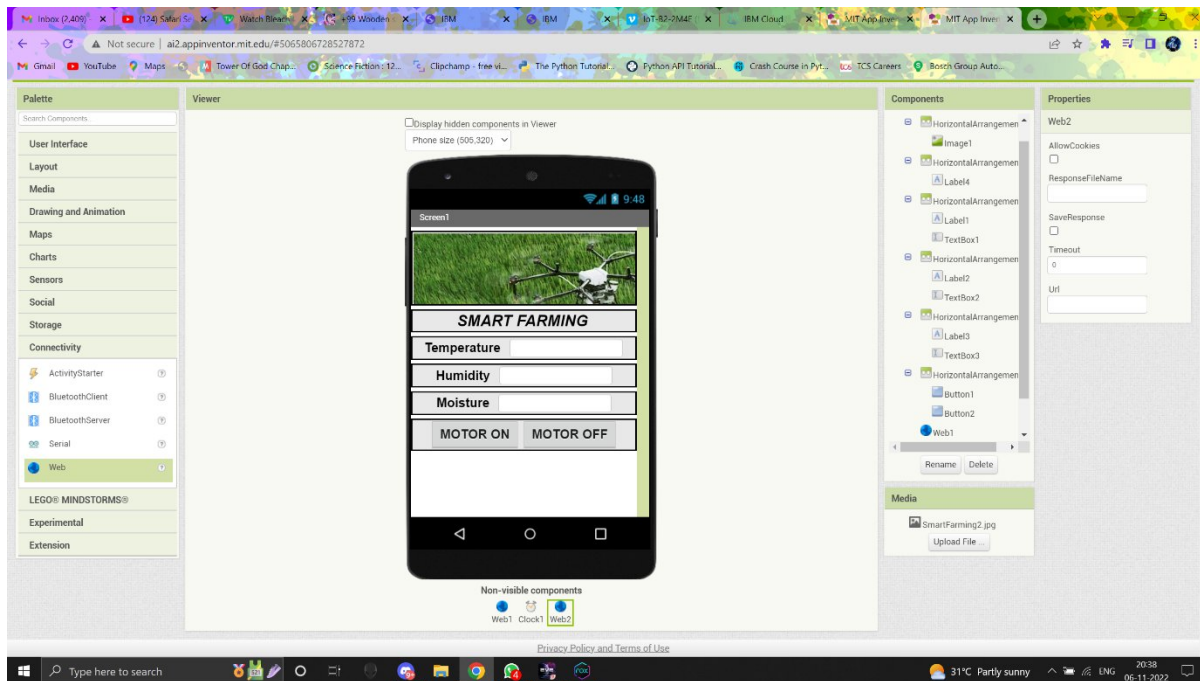 Inbox (2,409)
(124) Safari Se
Watch Bleach
+99 Wooden
IBM
IBM
IoT-B2-2M4E
IBM Cloud
MIT App Inver
MIT App Inver
Not secure | ai2.appinventor.mit.edu/#5065806728527872
Gmail
YouTube
Maps
Tower Of God Chap...
Science Fiction : 12...
Clipchamp - free vi...
The Python Tutorial...
Python API Tutorial...
Crash Course in Pyt...
TCS Careers
Bosch Group Auto...
Palette
Search Components.
User Interface
Layout
Media
Drawing and Animation
Maps
Charts
Sensors
Social
Storage
Connectivity
ActivityStarter
BluetoothClient
BluetoothServer
Serial
Web
LEGO® MINDSTORMS®
Experimental
Extension
Viewer
Display hidden components in Viewer
Phone size (505,320)
9:48
Screen1
SMART FARMING
Temperature
Humidity
Moisture
MOTOR ON
MOTOR OFF
Non-visible components
Web1
Clock1
Web2
Components
HorizontalArrangemen
Image1
HorizontalArrangemen
Label4
HorizontalArrangemen
Label1
TextBox1
HorizontalArrangemen
Label2
TextBox2
HorizontalArrangemen
Label3
TextBox3
HorizontalArrangemen
Button1
Button2
Web1
Rename
Delete
Media
SmartFarming2.jpg
Upload File ...
Properties
Web2
AllowCookies
ResponseFileName
SaveResponse
Timeout
0
Url
Privacy Policy and Terms of Use
Type here to search
31°C Partly sunny
ENG
20:38
06-11-2022